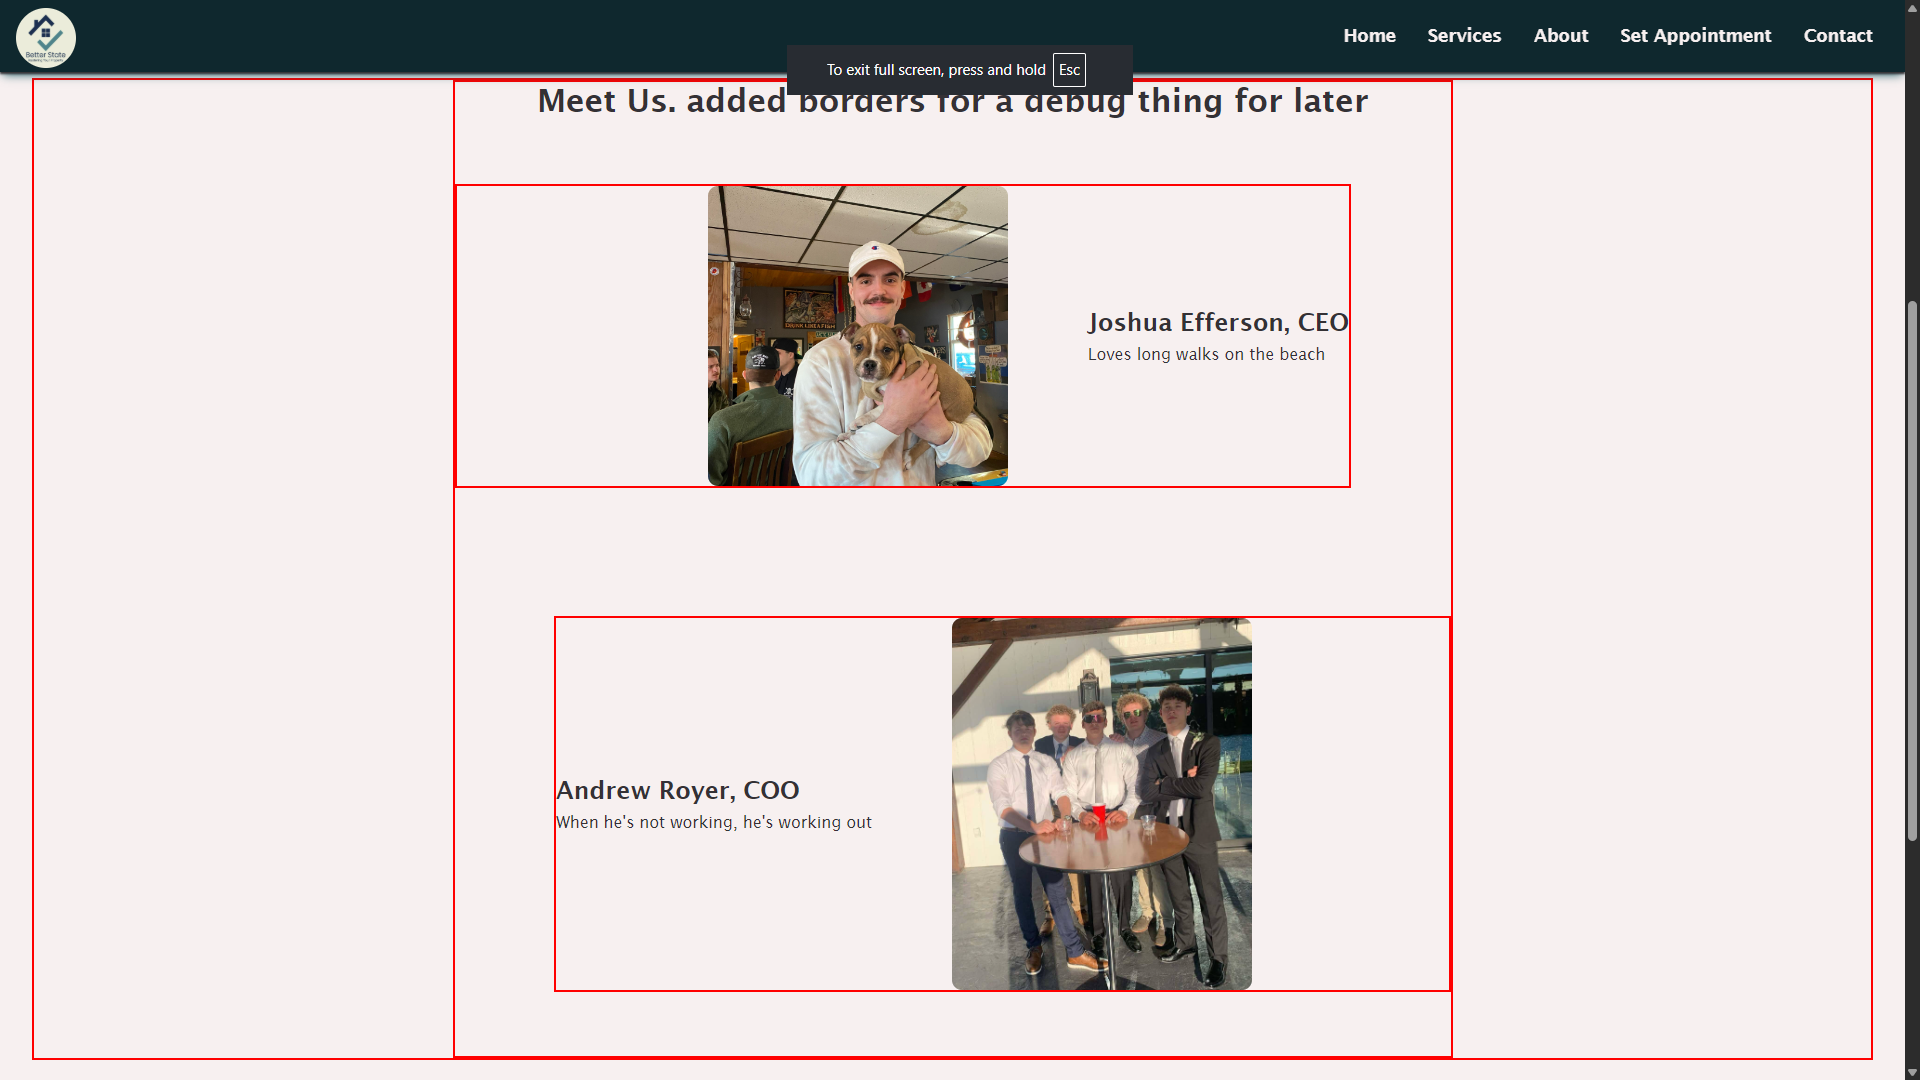 Better State
Home
Services
About
Set Appointment
Contact
To exit full screen, press and hold Esc
Meet Us. added borders for a debug thing for later
Joshua Efferson, CEO
Loves long walks on the beach
Andrew Royer, COO
When he's not working, he's working out